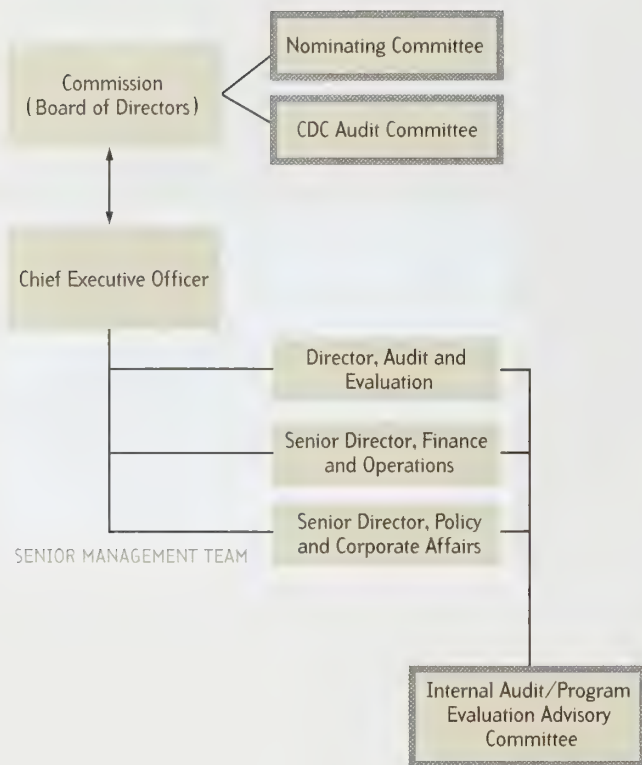 Nominating Committee
Commission
(Board of Directors)
CDC Audit Committee
Chief Executive Officer
Director, Audit and
Evaluation
Senior Director, Finance
and Operations
Senior Director, Policy
and Corporate Affairs
SENIOR MANAGEMENT TEAM
Internal Audit/Program
Evaluation Advisory
Committee